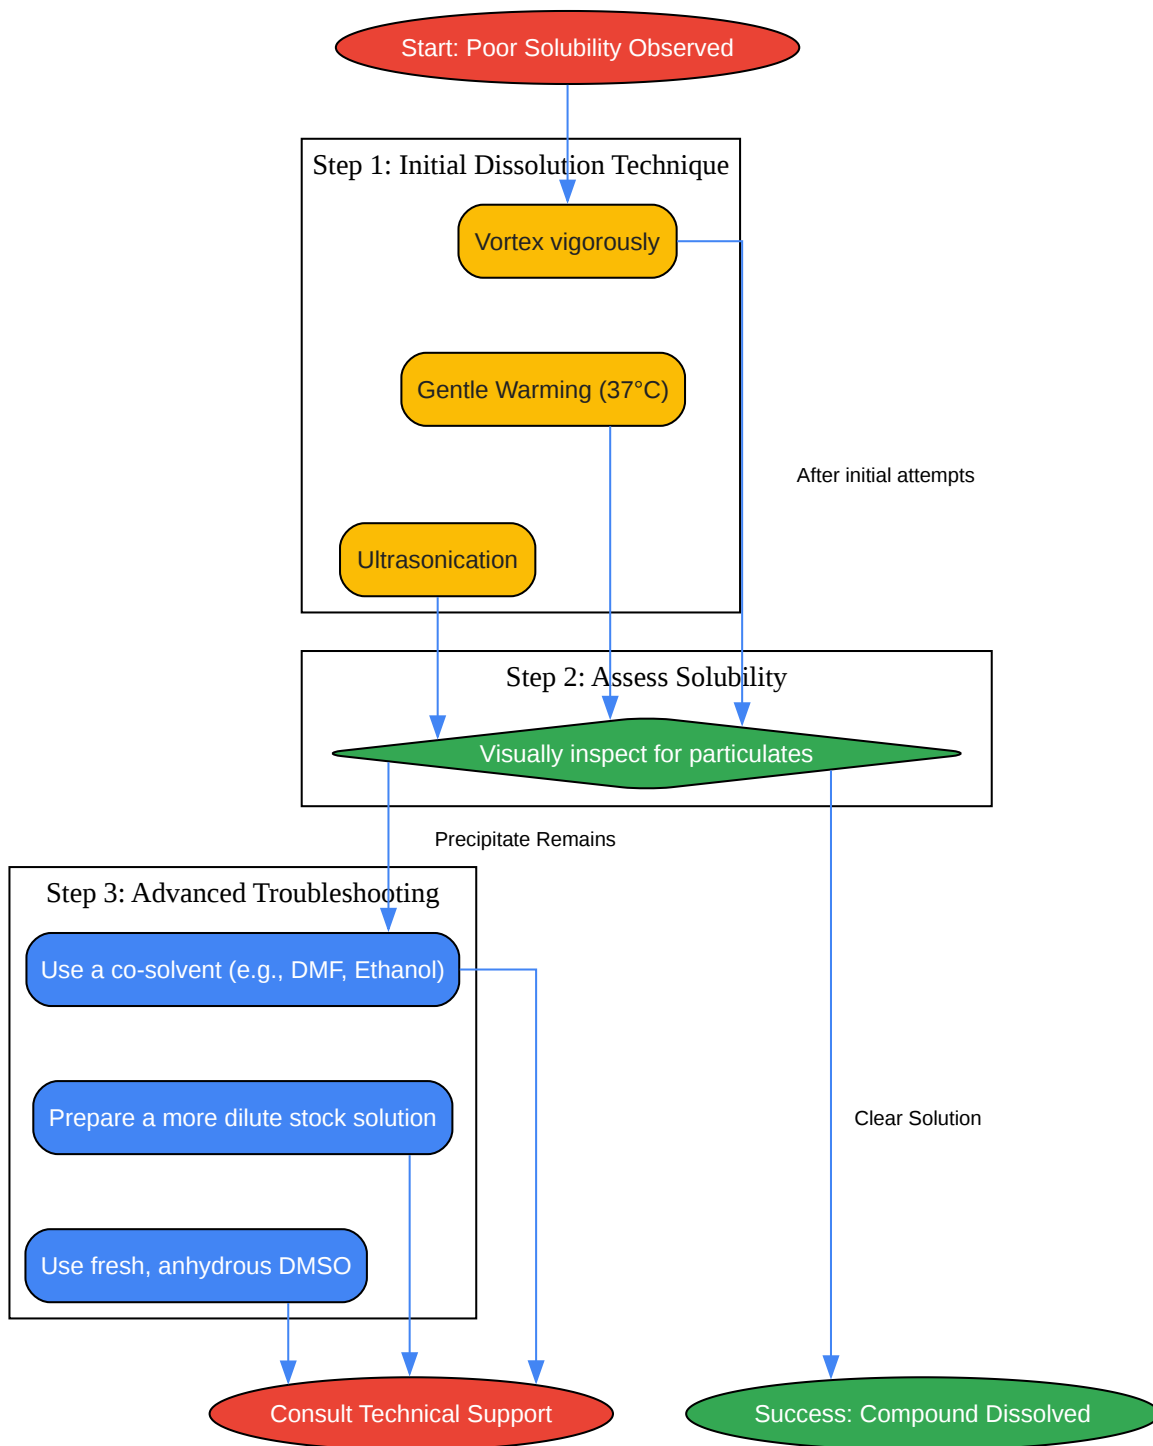 Start: Poor Solubility Observed
Step 1: Initial Dissolution Technique
Vortex vigorously
Gentle Warming (37°C)
After initial attempts
Ultrasonication
Step 2: Assess Solubility
Visually inspect for particulates
Precipitate Remains
Step 3: Advanced Troubleshooting
Use a co-solvent (e.g., DMF, Ethanol)
Prepare a more dilute stock solution
Clear Solution
Use fresh, anhydrous DMSO
Consult Technical Support
Success: Compound Dissolved